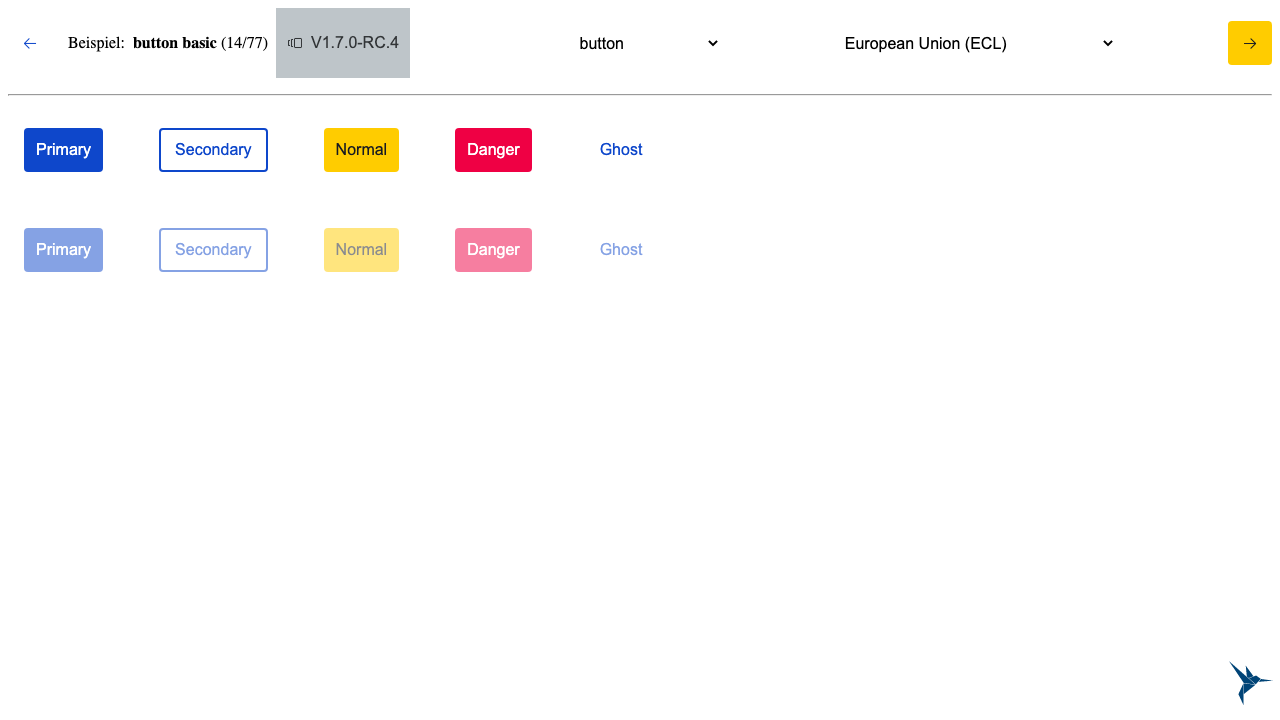 Beispiel: button basic (14/77) V1.7.0-RC.4 button European Union (ECL)
Primary Secondary Normal Danger Ghost
Primary Secondary Normal Danger Ghost